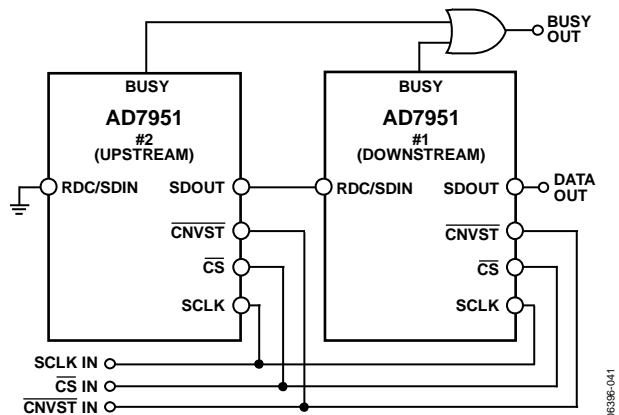 BUSY
OUT
BUSY
BUSY
AD7951
#2
(UPSTREAM)
AD7951
#1
(DOWNSTREAM)
RDC/SDIN
SDOUT
RDC/SDIN
SDOUT
DATA
OUT
CNVST
CNVST
CS
CS
SCLK
SCLK
SCLK IN
CS IN
CNVST IN
06396-041